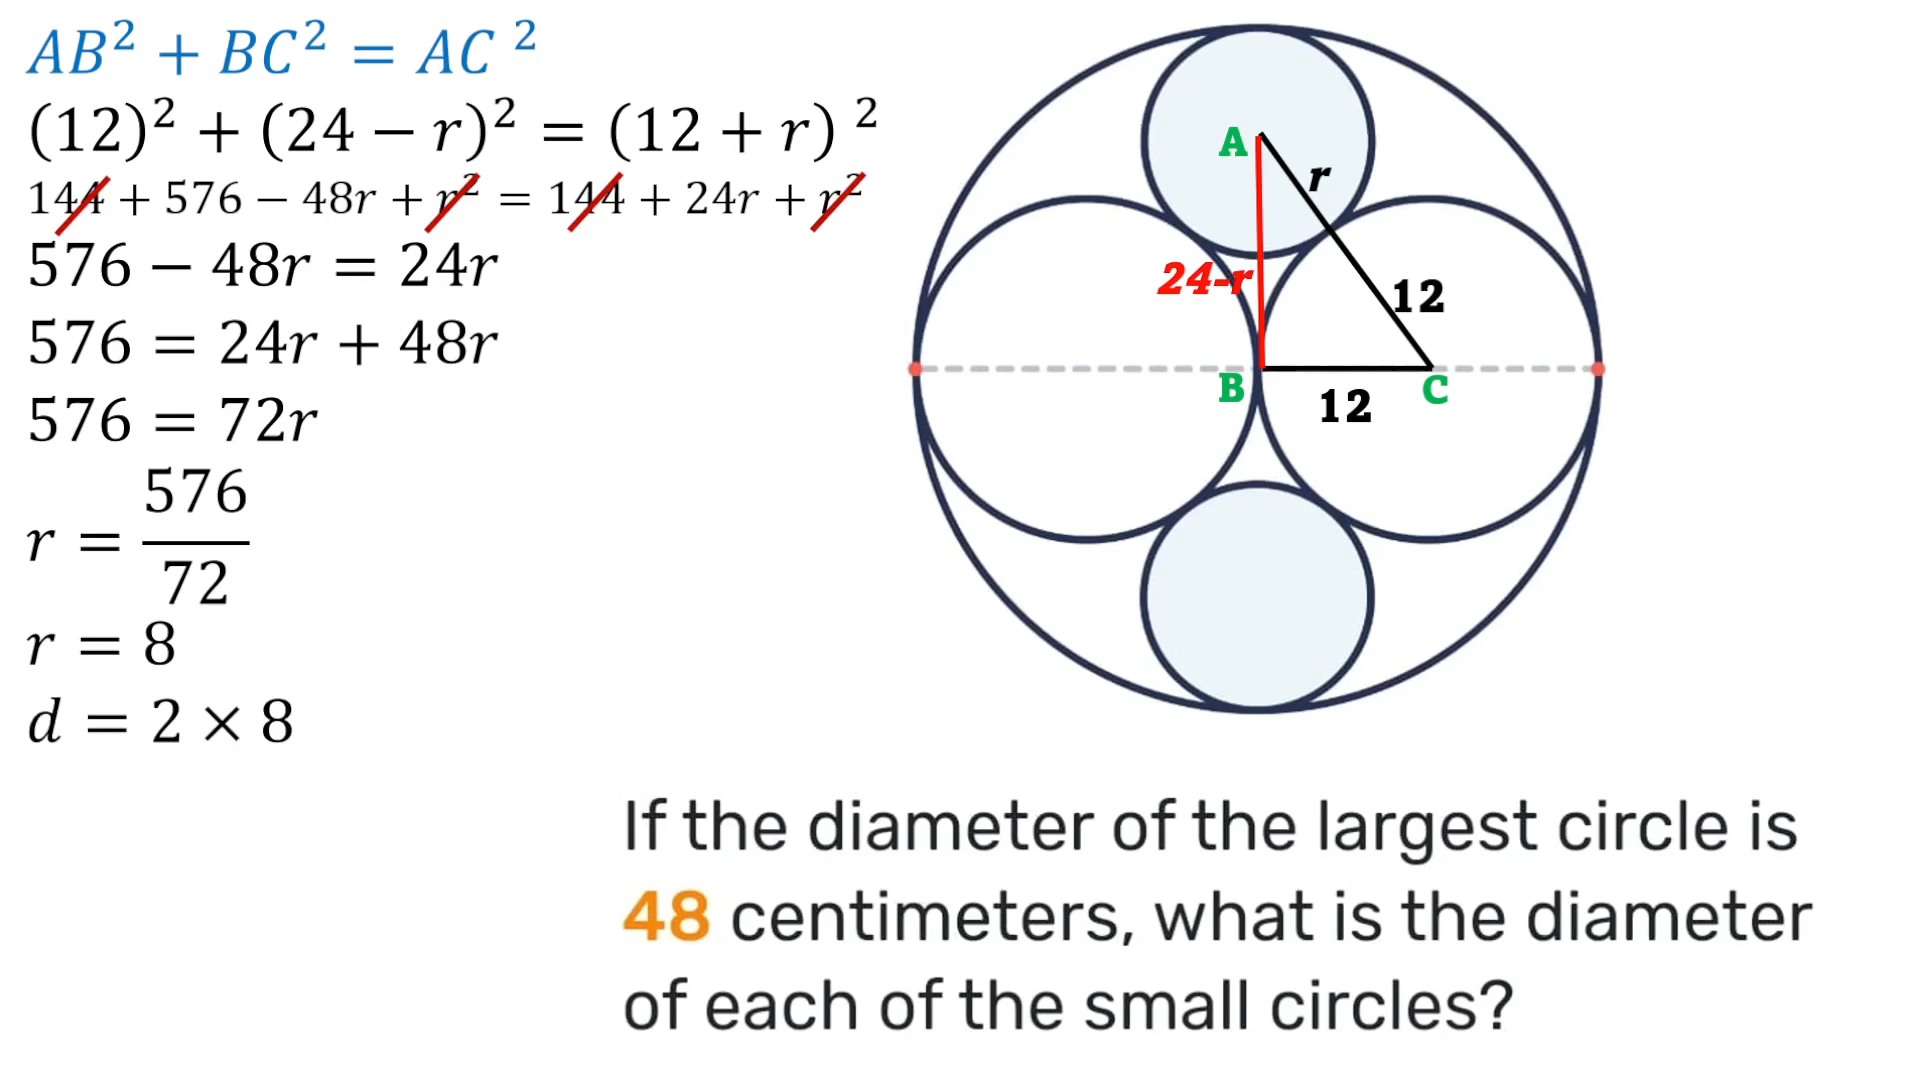 AB² + BC² = AC ²
(12)² + (24 − r)² = (12 + r) ²
144 + 576 − 48r + r² = 144 + 24r + r²
576 − 48r = 24r
576 = 24r + 48r
576 = 72r
r = 576/72
r = 8
d = 2 × 8
A
r
24-r
12
B
C
12
If the diameter of the largest circle is
48 centimeters, what is the diameter
of each of the small circles?